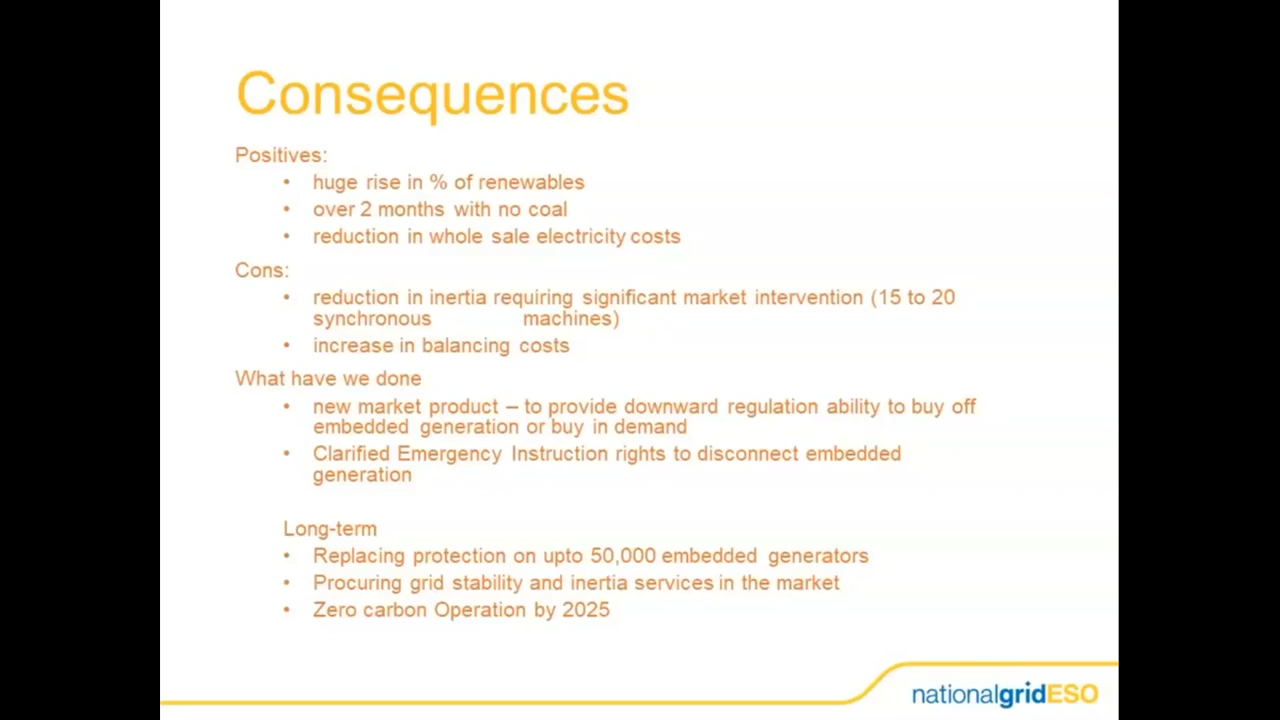 Consequences
Positives:
• huge rise in % of renewables
• over 2 months with no coal
• reduction in whole sale electricity costs
Cons:
• reduction in inertia requiring significant market intervention (15 to 20
synchronous machines)
• increase in balancing costs
What have we done
• new market product – to provide downward regulation ability to buy off
embedded generation or buy in demand
• Clarified Emergency Instruction rights to disconnect embedded
generation
Long-term
• Replacing protection on upto 50,000 embedded generators
• Procuring grid stability and inertia services in the market
• Zero carbon Operation by 2025
nationalgridESO